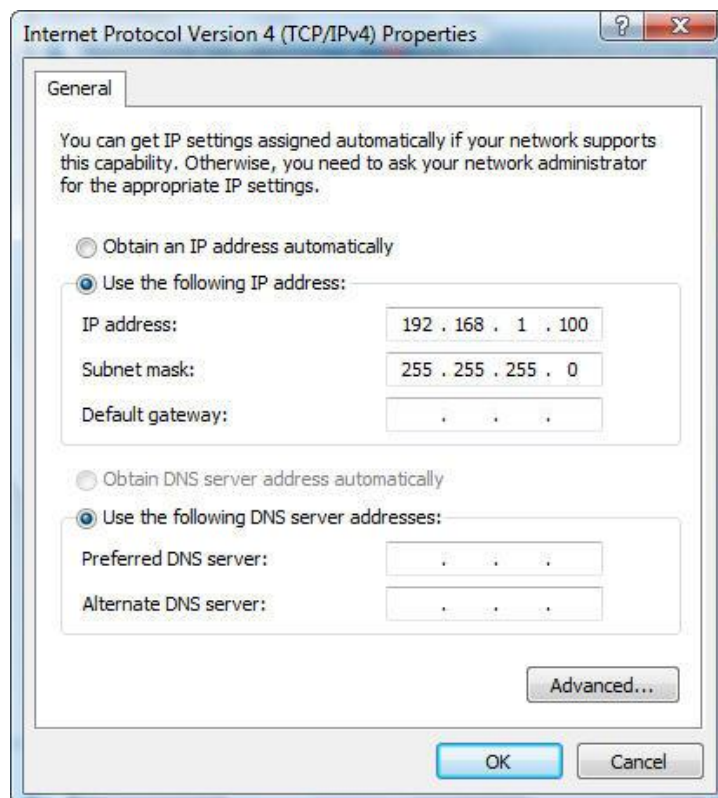 Internet Protocol Version 4 (TCP/IPv4) Properties
?
X
General
You can get IP settings assigned automatically if your network supports
this capability. Otherwise, you need to ask your network administrator
for the appropriate IP settings.
Obtain an IP address automatically
Use the following IP address:
IP address: 192 . 168 . 1 . 100
Subnet mask: 255 . 255 . 255 . 0
Default gateway: . . .
Obtain DNS server address automatically
Use the following DNS server addresses:
Preferred DNS server: . . .
Alternate DNS server: . . .
Advanced...
OK Cancel